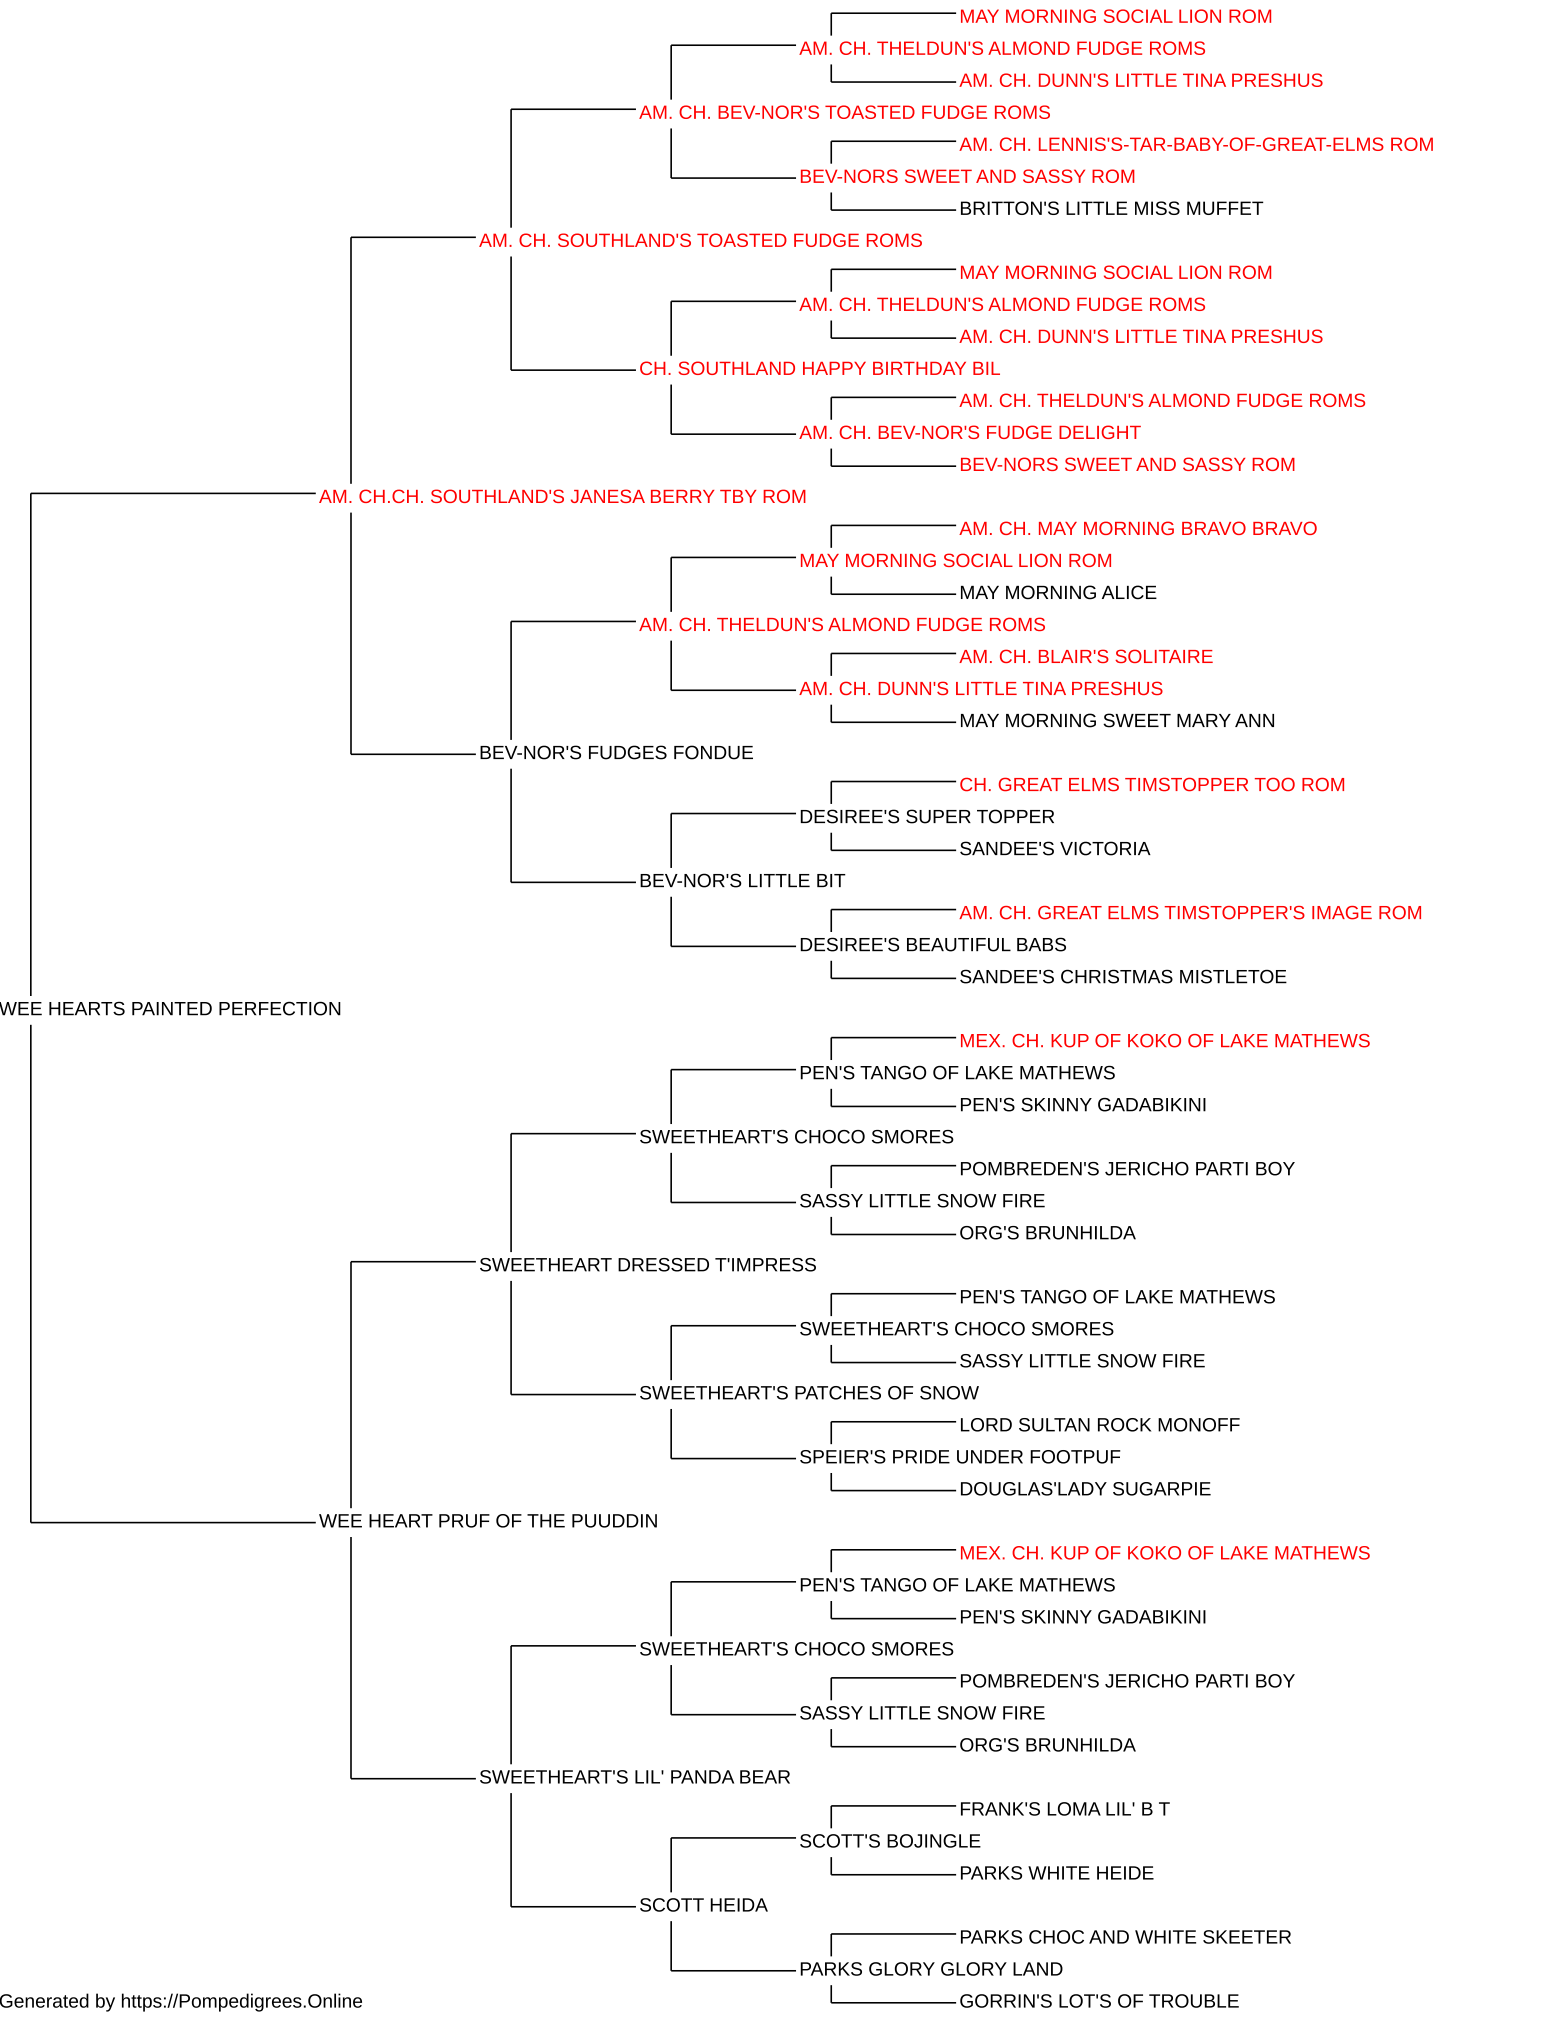 MAY MORNING SOCIAL LION ROM
AM. CH. THELDUN'S ALMOND FUDGE ROMS
AM. CH. DUNN'S LITTLE TINA PRESHUS
AM. CH. BEV-NOR'S TOASTED FUDGE ROMS
AM. CH. LENNIS'S-TAR-BABY-OF-GREAT-ELMS ROM
BEV-NORS SWEET AND SASSY ROM
BRITTON'S LITTLE MISS MUFFET
AM. CH. SOUTHLAND'S TOASTED FUDGE ROMS
MAY MORNING SOCIAL LION ROM
AM. CH. THELDUN'S ALMOND FUDGE ROMS
AM. CH. DUNN'S LITTLE TINA PRESHUS
CH. SOUTHLAND HAPPY BIRTHDAY BIL
AM. CH. THELDUN'S ALMOND FUDGE ROMS
AM. CH. BEV-NOR'S FUDGE DELIGHT
BEV-NORS SWEET AND SASSY ROM
AM. CH.CH. SOUTHLAND'S JANESA BERRY TBY ROM
AM. CH. MAY MORNING BRAVO BRAVO
MAY MORNING SOCIAL LION ROM
MAY MORNING ALICE
AM. CH. THELDUN'S ALMOND FUDGE ROMS
AM. CH. BLAIR'S SOLITAIRE
AM. CH. DUNN'S LITTLE TINA PRESHUS
MAY MORNING SWEET MARY ANN
BEV-NOR'S FUDGES FONDUE
CH. GREAT ELMS TIMSTOPPER TOO ROM
DESIREE'S SUPER TOPPER
SANDEE'S VICTORIA
BEV-NOR'S LITTLE BIT
AM. CH. GREAT ELMS TIMSTOPPER'S IMAGE ROM
DESIREE'S BEAUTIFUL BABS
SANDEE'S CHRISTMAS MISTLETOE
WEE HEARTS PAINTED PERFECTION
MEX. CH. KUP OF KOKO OF LAKE MATHEWS
PEN'S TANGO OF LAKE MATHEWS
PEN'S SKINNY GADABIKINI
SWEETHEART'S CHOCO SMORES
POMBREDEN'S JERICHO PARTI BOY
SASSY LITTLE SNOW FIRE
ORG'S BRUNHILDA
SWEETHEART DRESSED T'IMPRESS
PEN'S TANGO OF LAKE MATHEWS
SWEETHEART'S CHOCO SMORES
SASSY LITTLE SNOW FIRE
SWEETHEART'S PATCHES OF SNOW
LORD SULTAN ROCK MONOFF
SPEIER'S PRIDE UNDER FOOTPUF
DOUGLAS'LADY SUGARPIE
WEE HEART PRUF OF THE PUUDDIN
MEX. CH. KUP OF KOKO OF LAKE MATHEWS
PEN'S TANGO OF LAKE MATHEWS
PEN'S SKINNY GADABIKINI
SWEETHEART'S CHOCO SMORES
POMBREDEN'S JERICHO PARTI BOY
SASSY LITTLE SNOW FIRE
ORG'S BRUNHILDA
SWEETHEART'S LIL' PANDA BEAR
FRANK'S LOMA LIL' B T
SCOTT'S BOJINGLE
PARKS WHITE HEIDE
SCOTT HEIDA
PARKS CHOC AND WHITE SKEETER
PARKS GLORY GLORY LAND
GORRIN'S LOT'S OF TROUBLE
Generated by https://Pompedigrees.Online